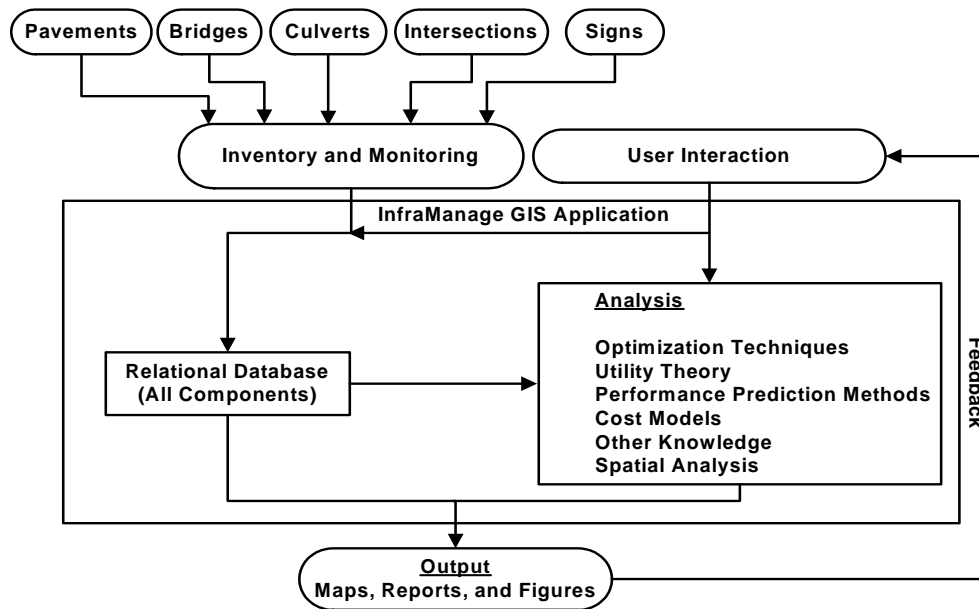 Pavements
Bridges
Culverts
Intersections
Signs
Inventory and Monitoring
User Interaction
InfraManage GIS Application
Analysis
Optimization Techniques
Utility Theory
Performance Prediction Methods
Cost Models
Other Knowledge
Spatial Analysis
Relational Database
(All Components)
Feedback
Output
Maps, Reports, and Figures